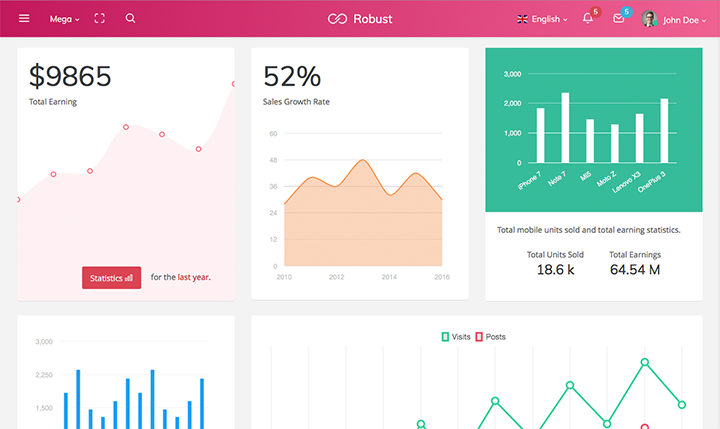 Mega
Robust
English
5
5
John Doe
$9865
Total Earning
Statistics
for the last year.
52%
Sales Growth Rate
60
48
36
24
12
0
2010
2012
2014
2016
3,000
2,000
1,000
0
iPhone 7
Note 7
Mi5
Moto Z
Lenovo X3
OnePlus 3
Total mobile units sold and total earning statistics.
Total Units Sold
Total Earnings
18.6 k
64.54 M
3,000
2,250
1,500
Visits
Posts